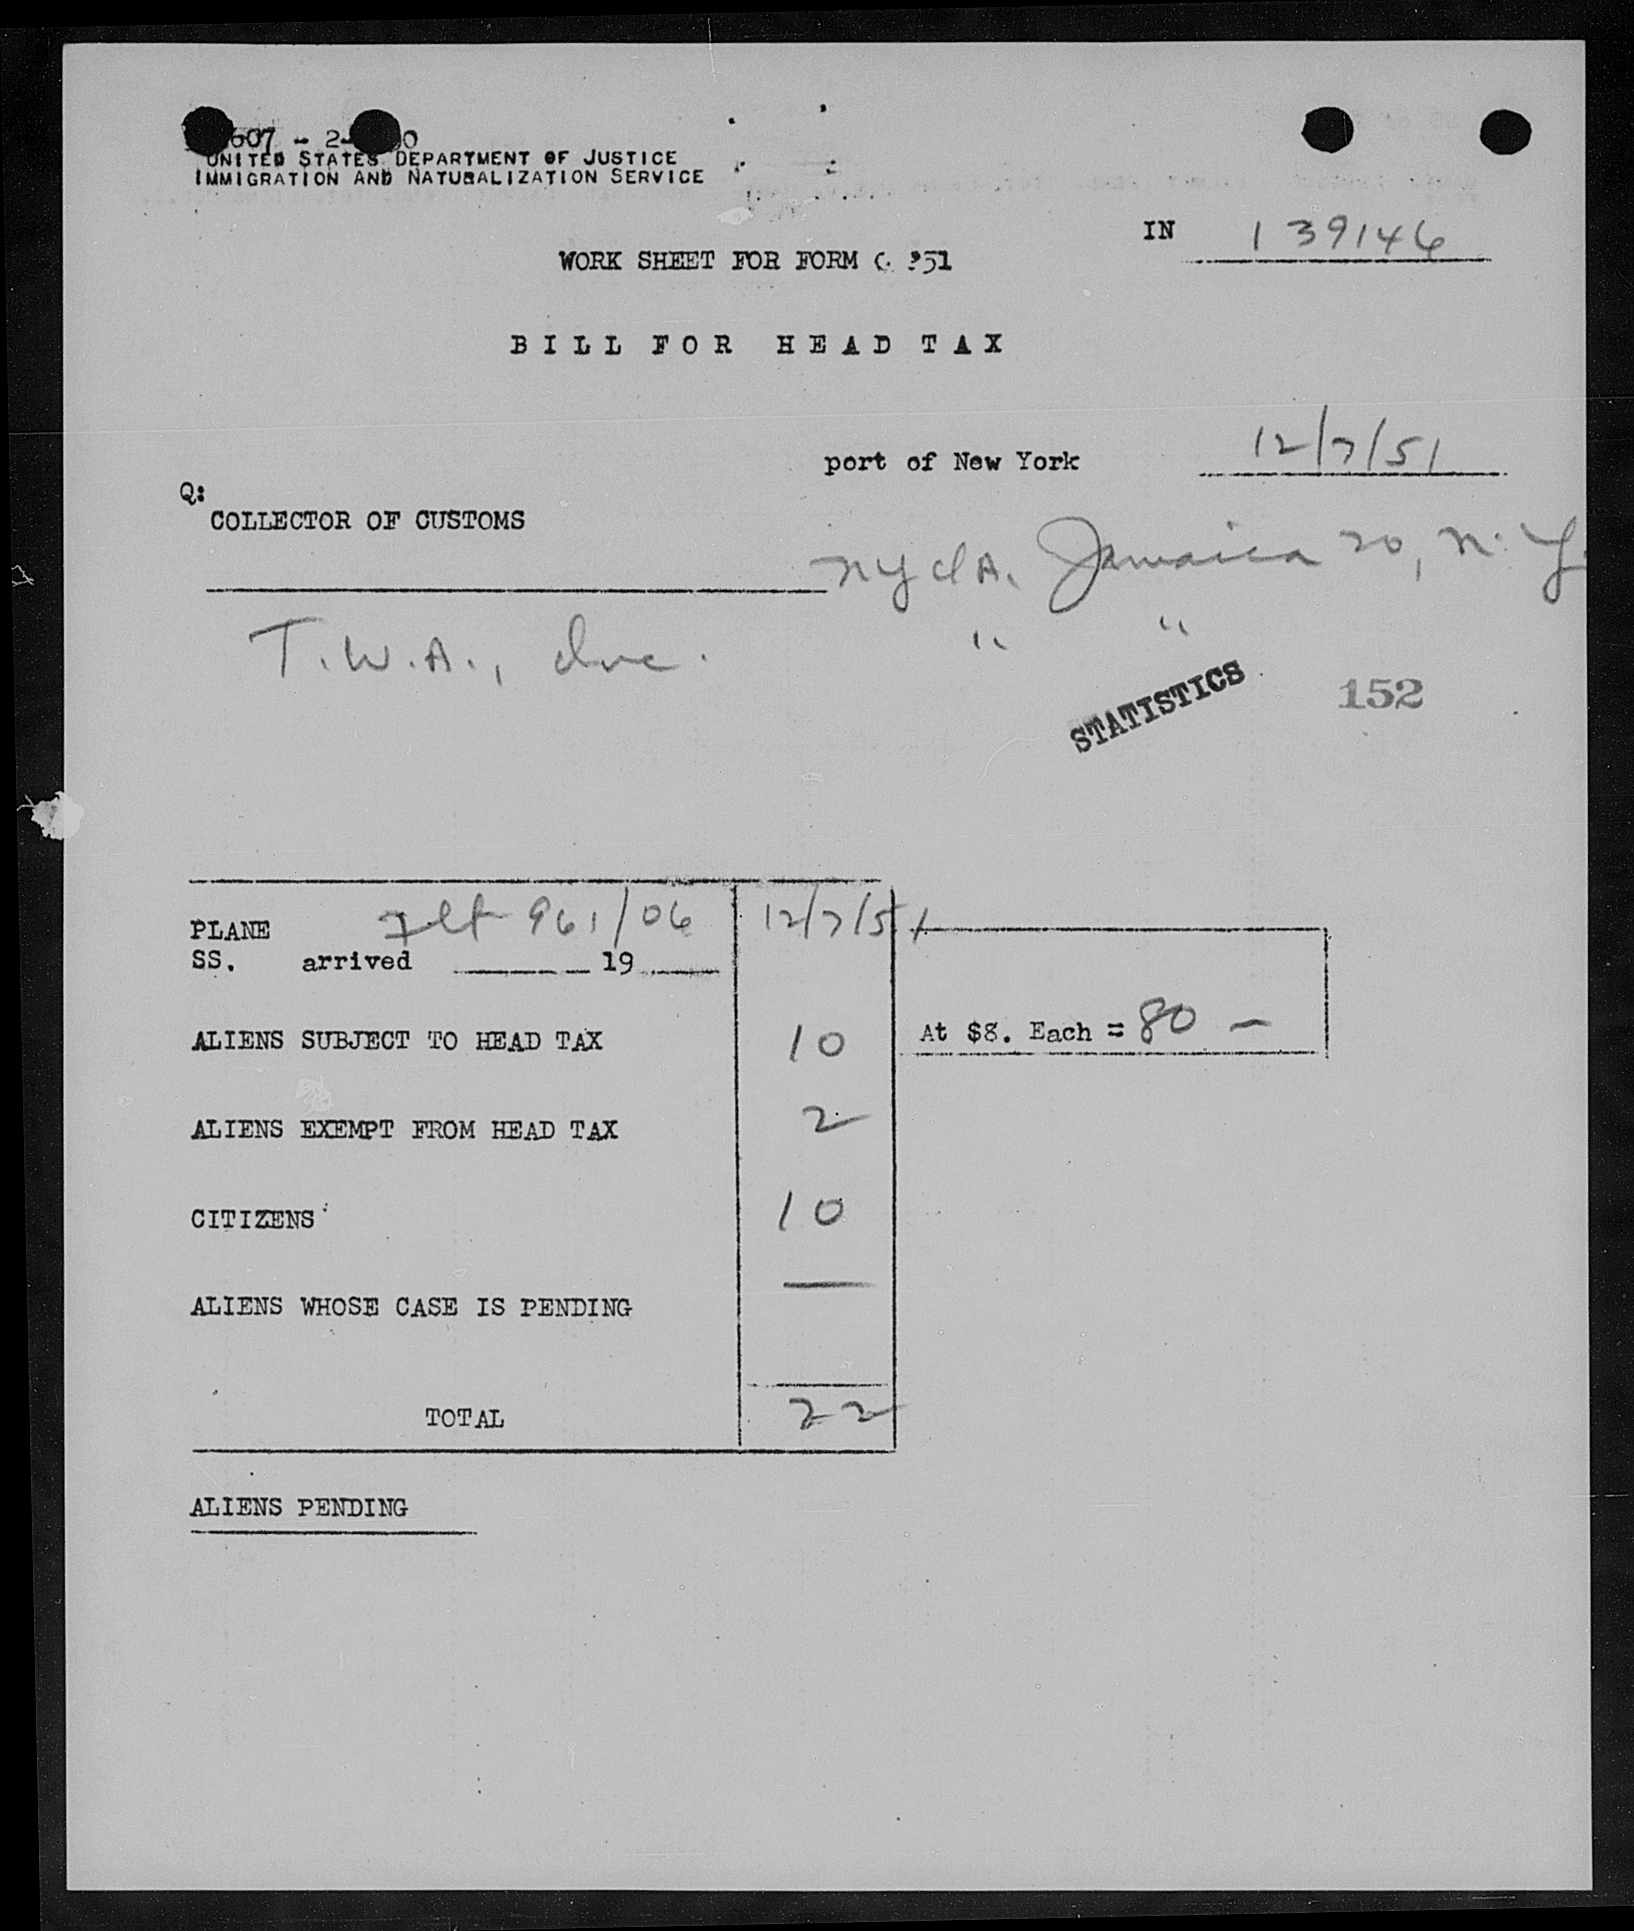 607 - 2-
UNITED STATES DEPARTMENT OF JUSTICE
IMMIGRATION AND NATURALIZATION SERVICE
IN 139146
WORK SHEET FOR FORM
BILL FOR HEAD TAX
port of New York 12/7/51
Q:
COLLECTOR OF CUSTOMS
NYIA. Jamaica 20, N.Y.
T.W.A., Inc. " "
STATISTICS 152
PLANE Flt 961/06 12/7/51
SS. arrived 19
ALIENS SUBJECT TO HEAD TAX 10 At $8. Each = 80 —
ALIENS EXEMPT FROM HEAD TAX 2
CITIZENS 10
ALIENS WHOSE CASE IS PENDING —
TOTAL 22
ALIENS PENDING